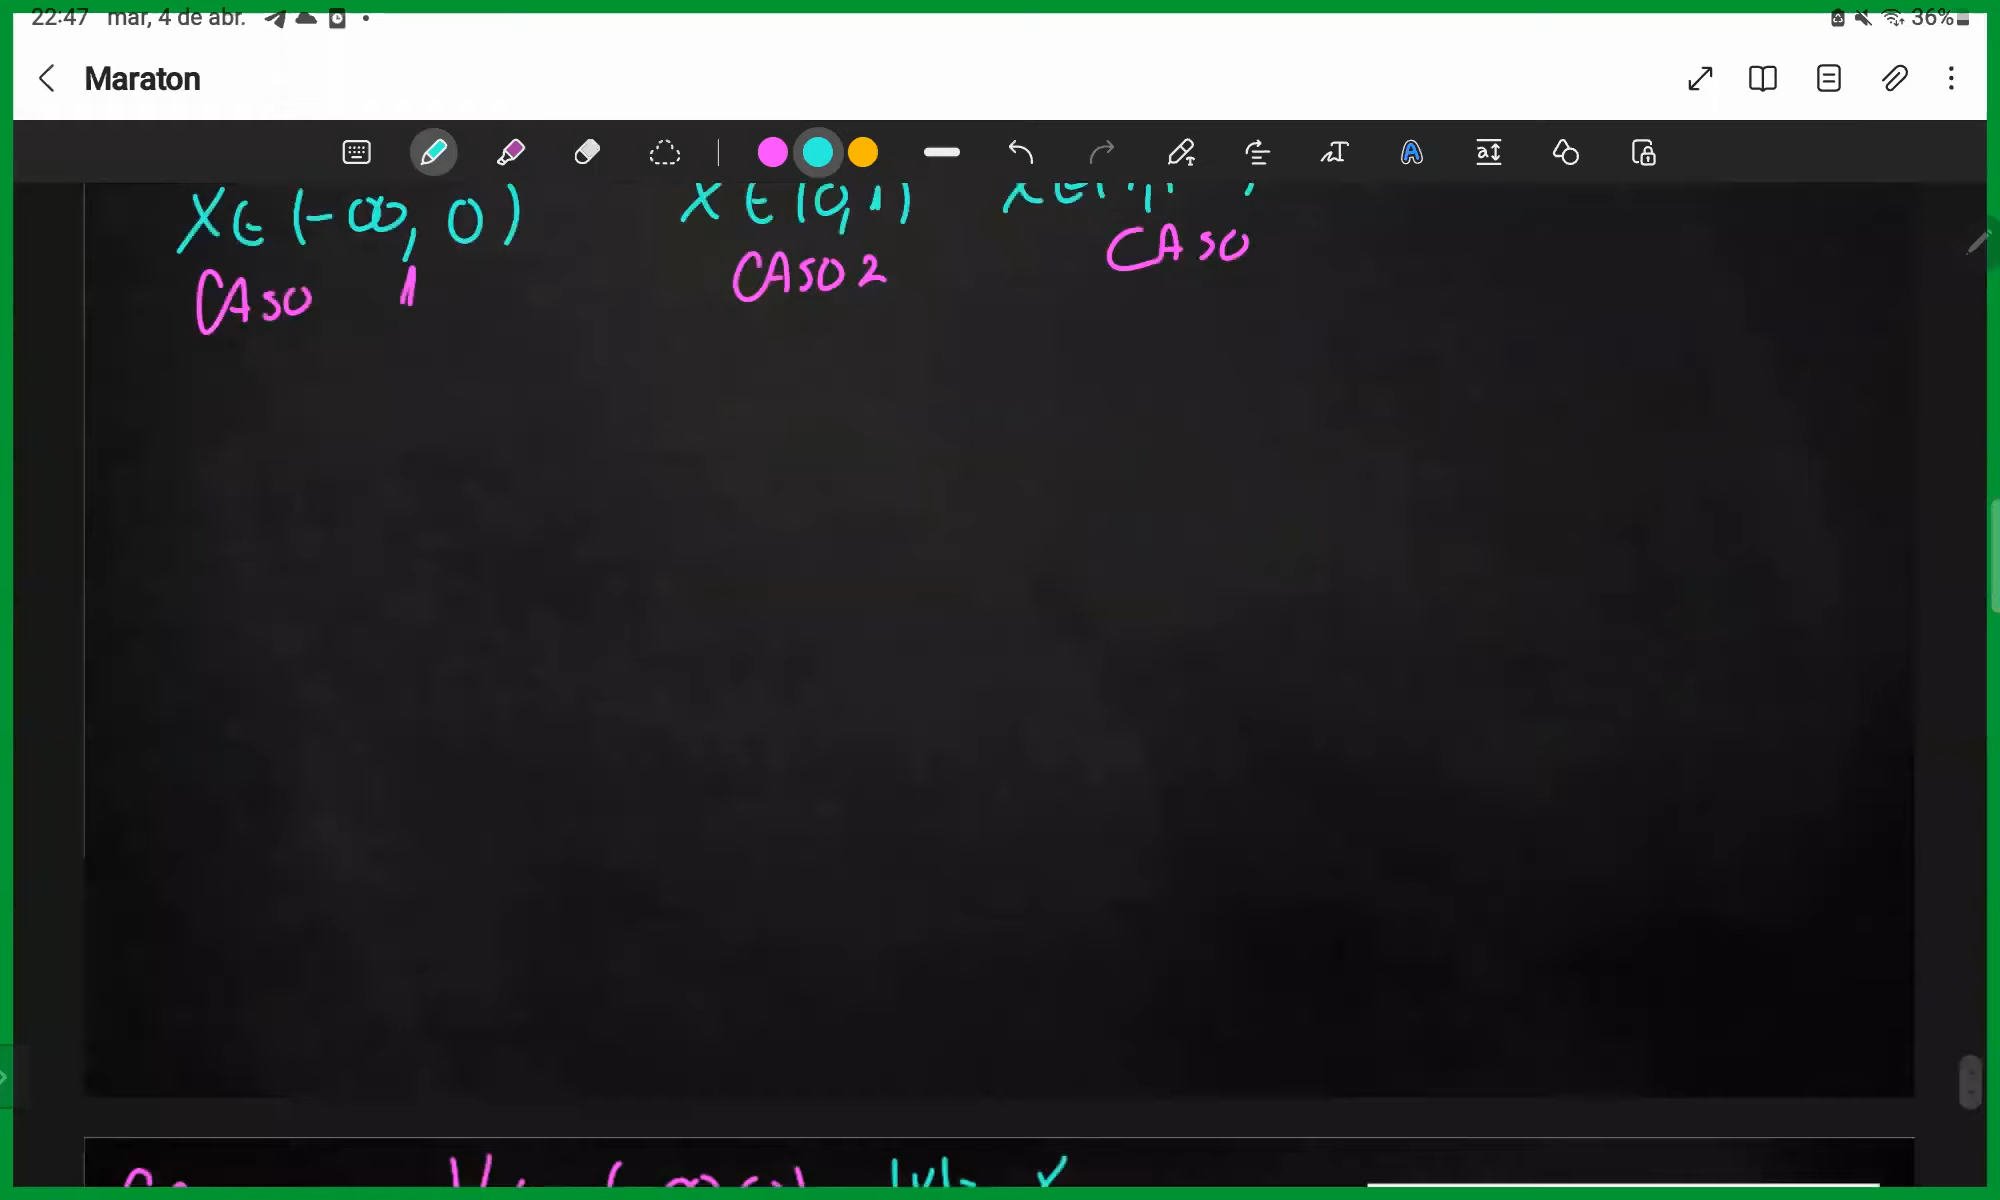 22:47 mar, 4 de abr. 36%
Maraton
X∈(-∞, 0) X∈(0,1)
CASO 1 CASO 2 CASO